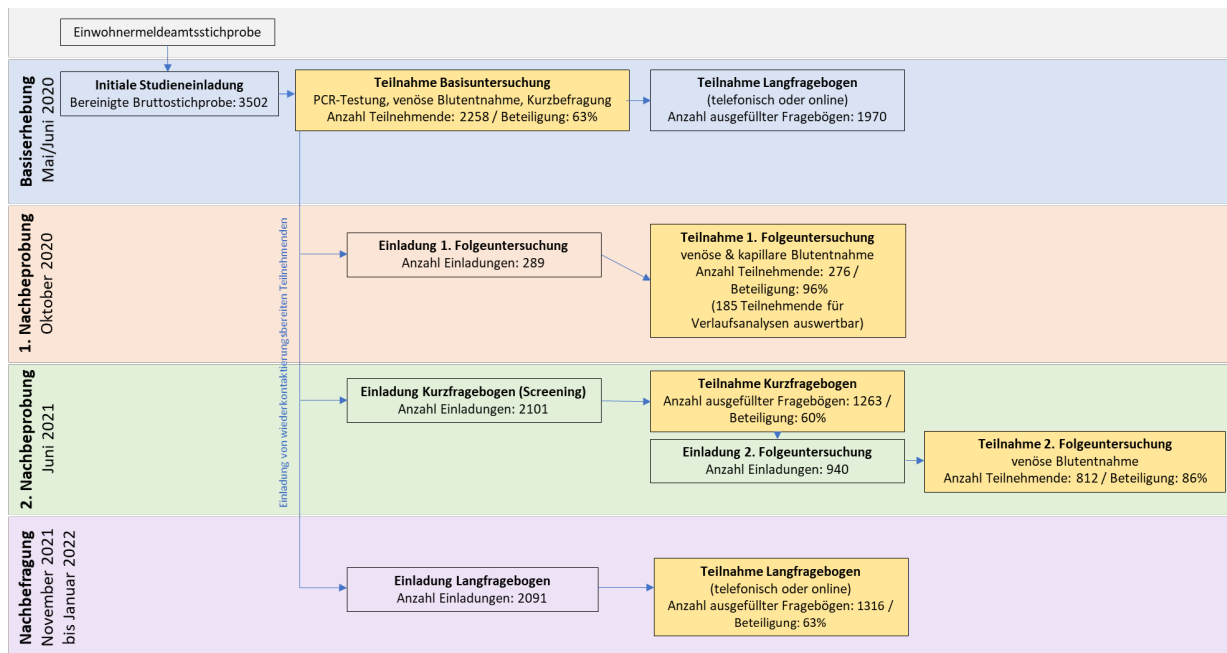 Einwohnermeldeamtsstichprobe
Basiserhebung
Mai/Juni 2020
Initiale Studieneinladung
Bereinigte Bruttostichprobe: 3502
Teilnahme Basisuntersuchung
PCR-Testung, venöse Blutentnahme, Kurzbefragung
Anzahl Teilnehmende: 2258 / Beteiligung: 63%
Teilnahme Langfragebogen
(telefonisch oder online)
Anzahl ausgefüllter Fragebögen: 1970
Einladung von wiederkontaktierungsbereiten Teilnehmenden
1. Nachbeprobung
Oktober 2020
Einladung 1. Folgeuntersuchung
Anzahl Einladungen: 289
Teilnahme 1. Folgeuntersuchung
venöse & kapillare Blutentnahme
Anzahl Teilnehmende: 276 /
Beteiligung: 96%
(185 Teilnehmende für
Verlaufsanalysen auswertbar)
2. Nachbeprobung
Juni 2021
Einladung Kurzfragebogen (Screening)
Anzahl Einladungen: 2101
Teilnahme Kurzfragebogen
Anzahl ausgefüllter Fragebögen: 1263 /
Beteiligung: 60%
Einladung 2. Folgeuntersuchung
Anzahl Einladungen: 940
Teilnahme 2. Folgeuntersuchung
venöse Blutentnahme
Anzahl Teilnehmende: 812 / Beteiligung: 86%
Nachbefragung
November 2021
bis Januar 2022
Einladung Langfragebogen
Anzahl Einladungen: 2091
Teilnahme Langfragebogen
(telefonisch oder online)
Anzahl ausgefüllter Fragebögen: 1316 /
Beteiligung: 63%